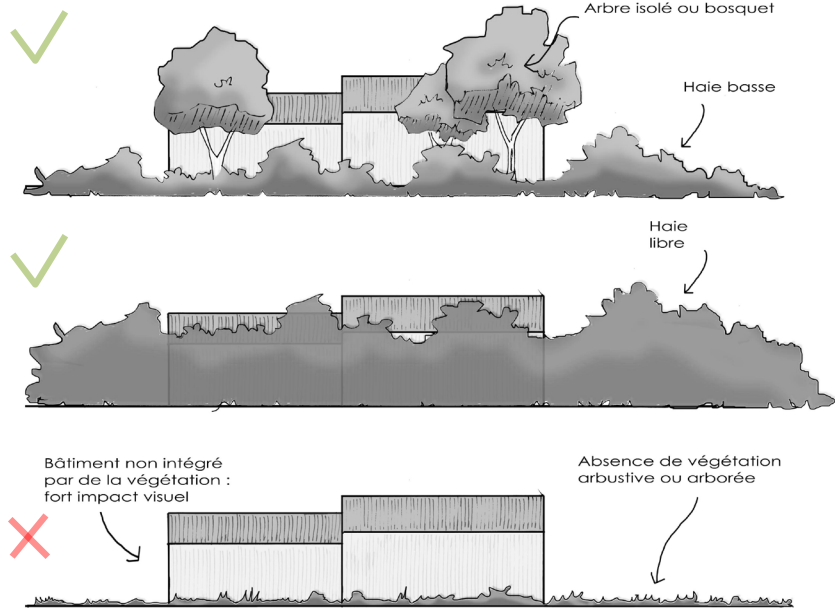 Arbre isolé ou bosquet
Haie basse
Haie
libre
Bâtiment non intégré
par de la végétation :
fort impact visuel
Absence de végétation
arbustive ou arborée